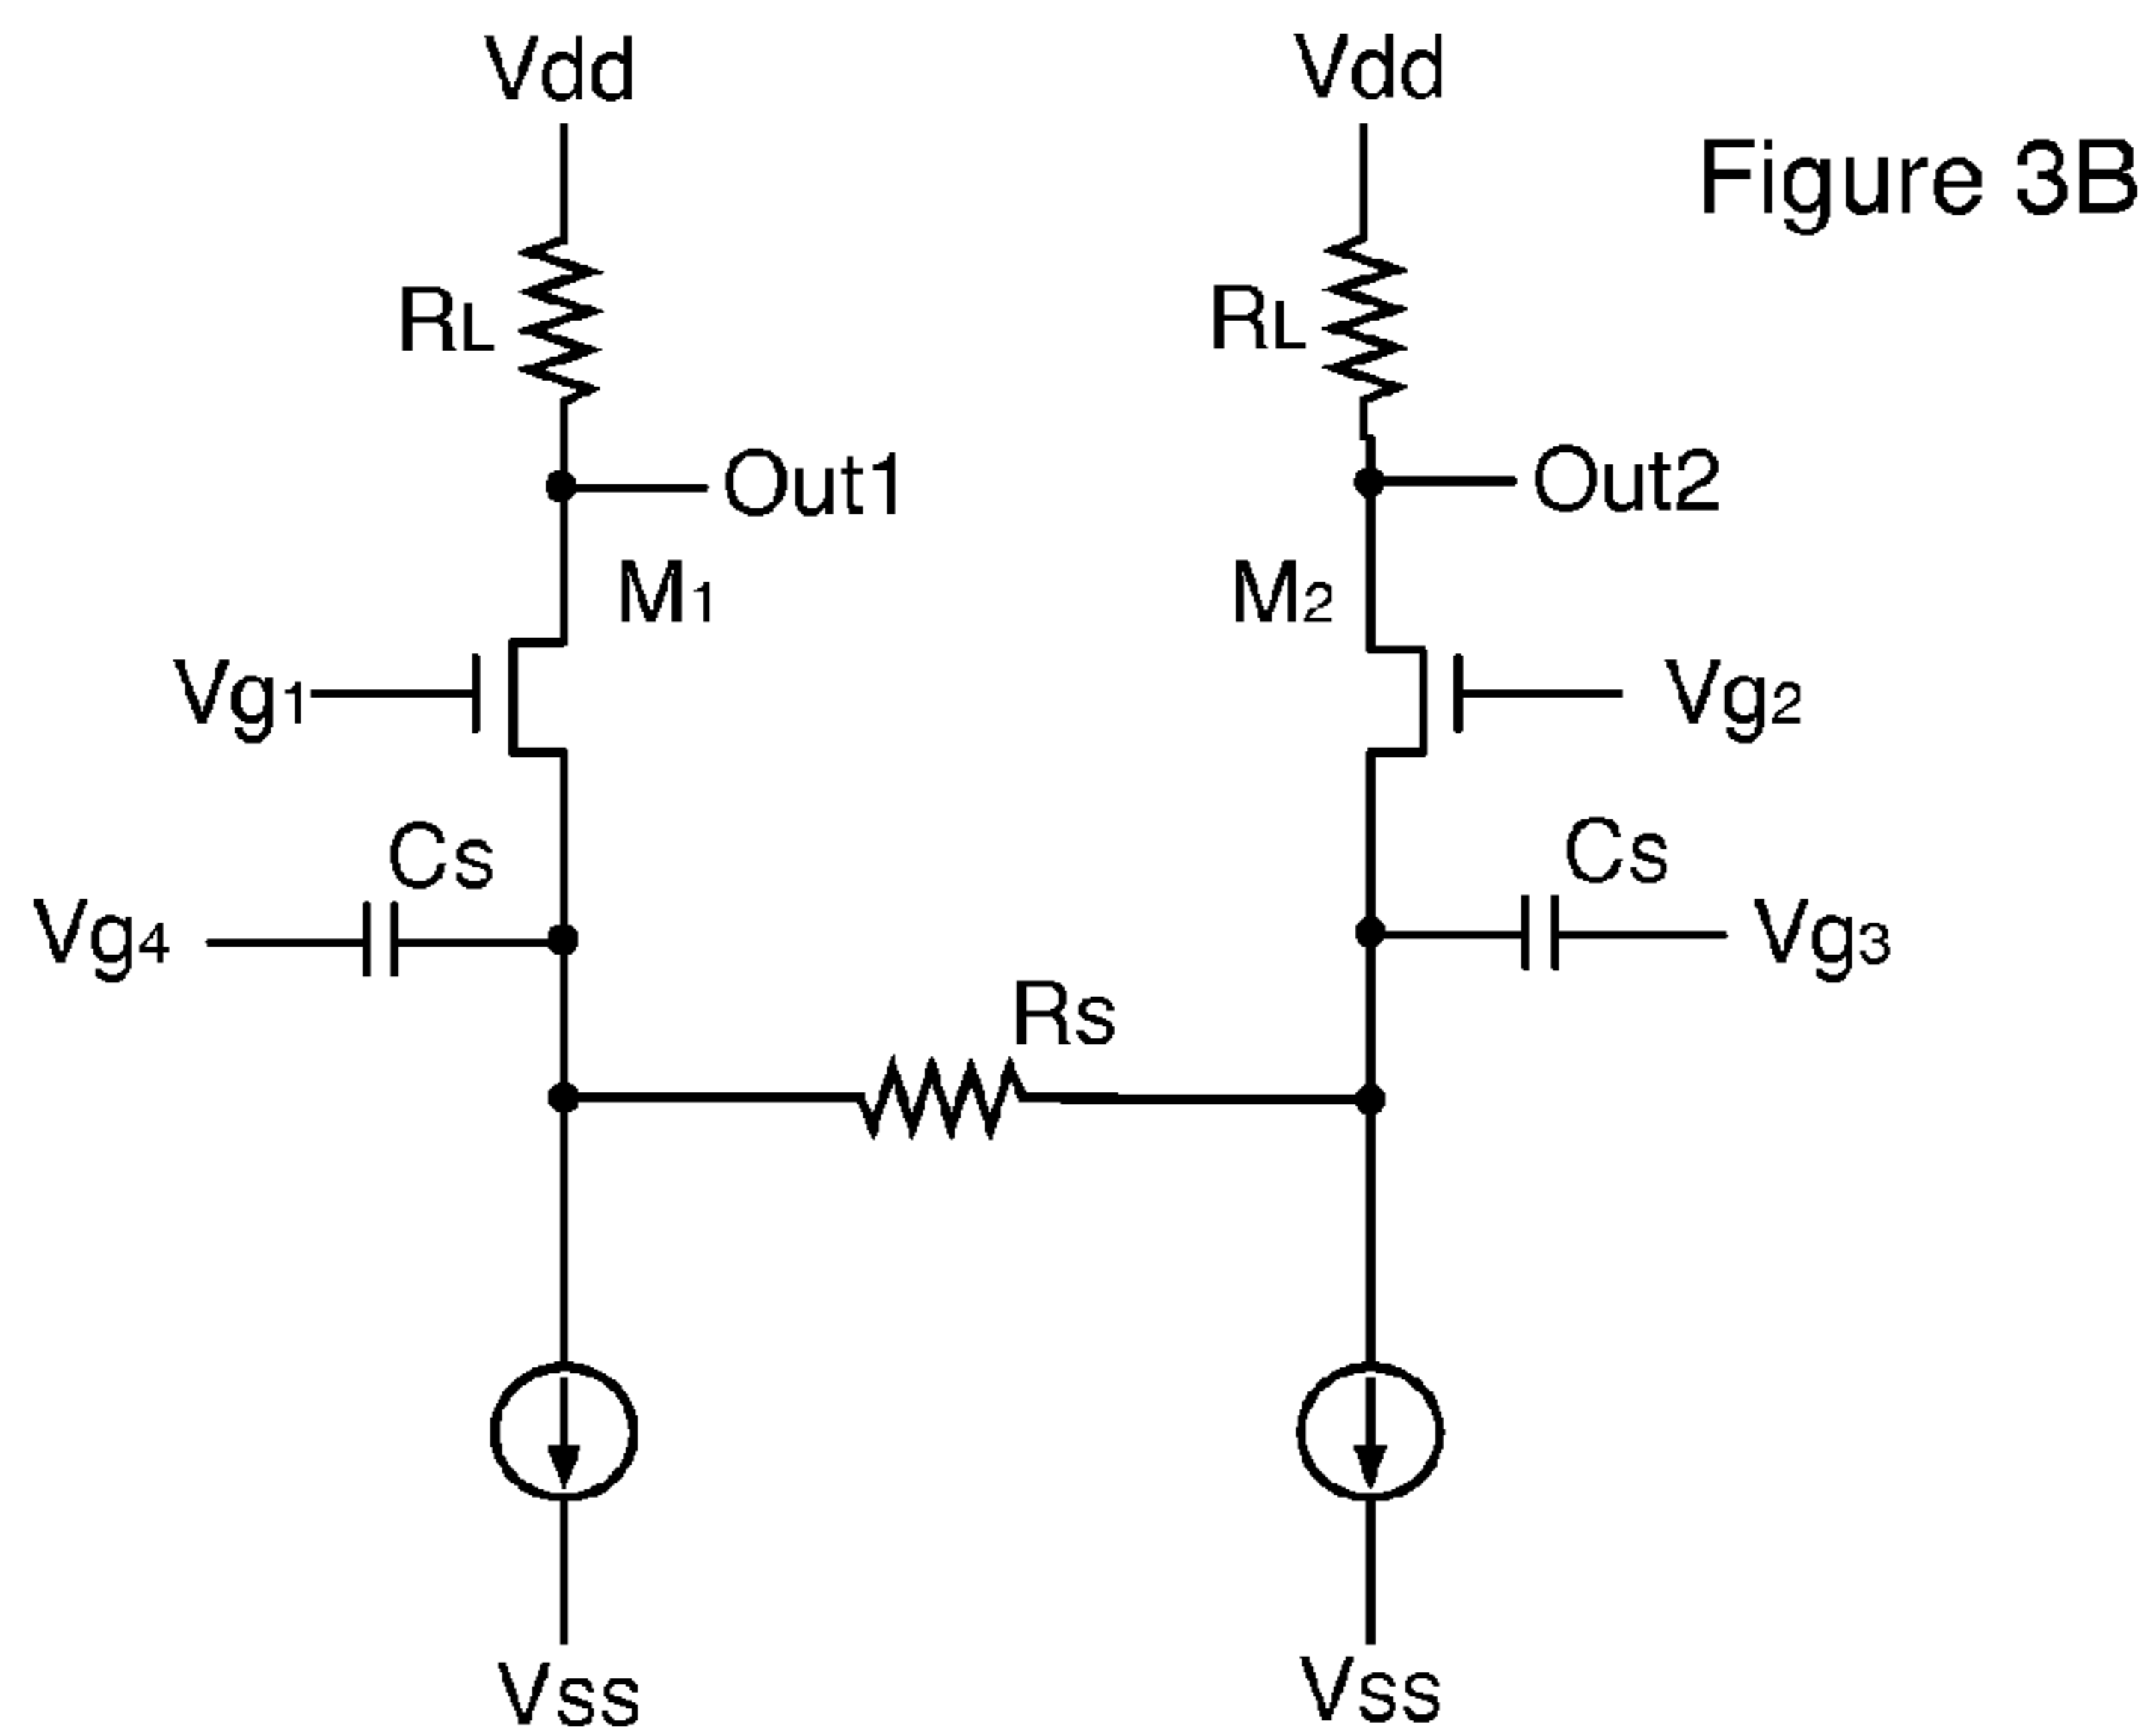 Vdd
Vdd
Figure 3B
RL
RL
Out1
Out2
M1
M2
Vg1
Vg2
Cs
Cs
Vg4
Vg3
Rs
Vss
Vss